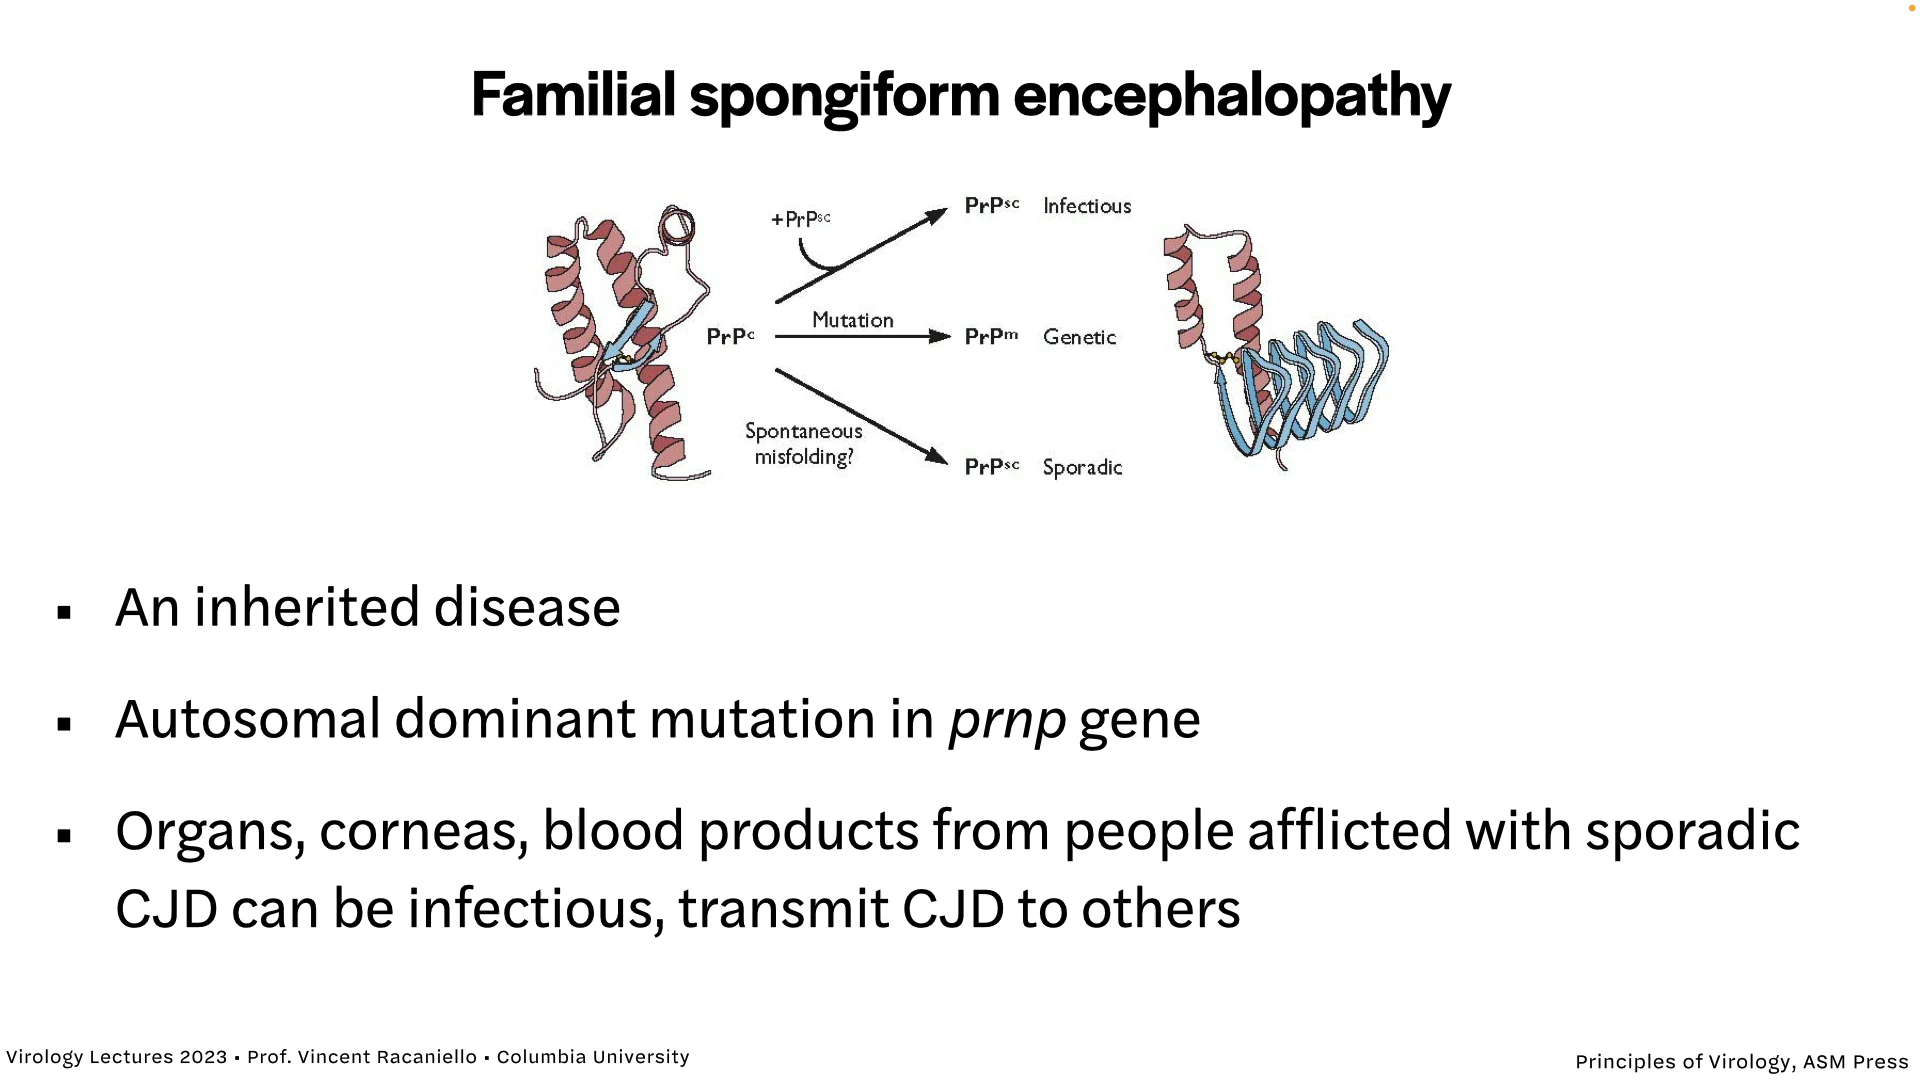 Familial spongiform encephalopathy
+PrPsc
PrPsc Infectious
Mutation
PrPc
PrPm Genetic
Spontaneous
misfolding?
PrPsc Sporadic
▪ An inherited disease
▪ Autosomal dominant mutation in prnp gene
▪ Organs, corneas, blood products from people afflicted with sporadic
CJD can be infectious, transmit CJD to others
Virology Lectures 2023 • Prof. Vincent Racaniello • Columbia University
Principles of Virology, ASM Press